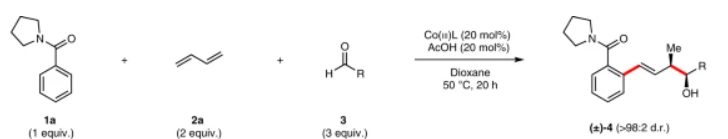 N
O
+
+
H
O
R
Co(III)L (20 mol%)
AcOH (20 mol%)
Dioxane
50 °C, 20 h
N
O
Me
R
OH
1a
(1 equiv.)
2a
(2 equiv.)
3
(3 equiv.)
(±)-4 (>98:2 d.r.)